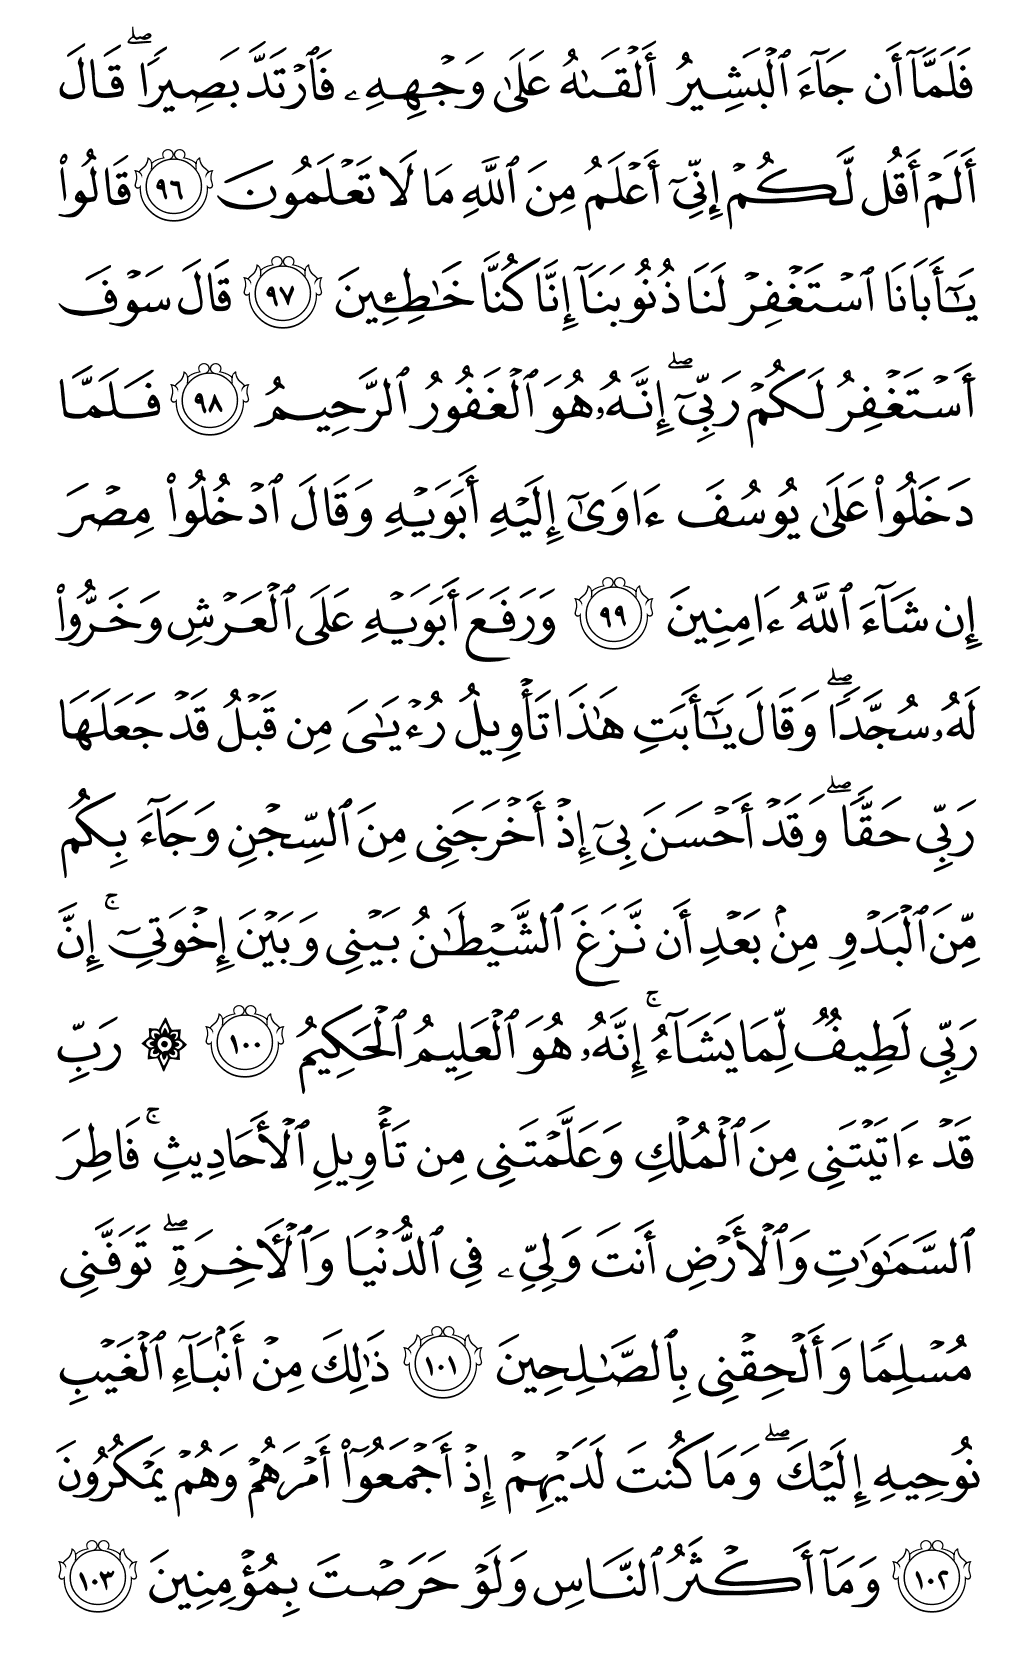 فَلَمَّآ أَن جَآءَ ٱلْبَشِيرُ أَلْقَىٰهُ عَلَىٰ وَجْهِهِۦ فَٱرْتَدَّ بَصِيرًا ۖ قَالَ
أَلَمْ أَقُل لَّكُمْ إِنِّىٓ أَعْلَمُ مِنَ ٱللَّهِ مَا لَا تَعْلَمُونَ ٩٦ قَالُوا۟
يَـٰٓأَبَانَا ٱسْتَغْفِرْ لَنَا ذُنُوبَنَآ إِنَّا كُنَّا خَـٰطِـِٔينَ ٩٧ قَالَ سَوْفَ
أَسْتَغْفِرُ لَكُمْ رَبِّىٓ ۖ إِنَّهُۥ هُوَ ٱلْغَفُورُ ٱلرَّحِيمُ ٩٨ فَلَمَّا
دَخَلُوا۟ عَلَىٰ يُوسُفَ ءَاوَىٰٓ إِلَيْهِ أَبَوَيْهِ وَقَالَ ٱدْخُلُوا۟ مِصْرَ
إِن شَآءَ ٱللَّهُ ءَامِنِينَ ٩٩ وَرَفَعَ أَبَوَيْهِ عَلَى ٱلْعَرْشِ وَخَرُّوا۟
لَهُۥ سُجَّدًا ۖ وَقَالَ يَـٰٓأَبَتِ هَـٰذَا تَأْوِيلُ رُءْيَـٰىَ مِن قَبْلُ قَدْ جَعَلَهَا
رَبِّى حَقًّا ۖ وَقَدْ أَحْسَنَ بِىٓ إِذْ أَخْرَجَنِى مِنَ ٱلسِّجْنِ وَجَآءَ بِكُم
مِّنَ ٱلْبَدْوِ مِنۢ بَعْدِ أَن نَّزَغَ ٱلشَّيْطَـٰنُ بَيْنِى وَبَيْنَ إِخْوَتِىٓ ۚ إِنَّ
رَبِّى لَطِيفٌ لِّمَا يَشَآءُ ۚ إِنَّهُۥ هُوَ ٱلْعَلِيمُ ٱلْحَكِيمُ ١٠٠ ۞ رَبِّ
قَدْ ءَاتَيْتَنِى مِنَ ٱلْمُلْكِ وَعَلَّمْتَنِى مِن تَأْوِيلِ ٱلْأَحَادِيثِ ۚ فَاطِرَ
ٱلسَّمَـٰوَٰتِ وَٱلْأَرْضِ أَنتَ وَلِىِّۦ فِى ٱلدُّنْيَا وَٱلْـَٔاخِرَةِ ۖ تَوَفَّنِى
مُسْلِمًا وَأَلْحِقْنِى بِٱلصَّـٰلِحِينَ ١٠١ ذَٰلِكَ مِنْ أَنۢبَآءِ ٱلْغَيْبِ
نُوحِيهِ إِلَيْكَ ۖ وَمَا كُنتَ لَدَيْهِمْ إِذْ أَجْمَعُوٓا۟ أَمْرَهُمْ وَهُمْ يَمْكُرُونَ
١٠٢ وَمَآ أَكْثَرُ ٱلنَّاسِ وَلَوْ حَرَصْتَ بِمُؤْمِنِينَ ١٠٣